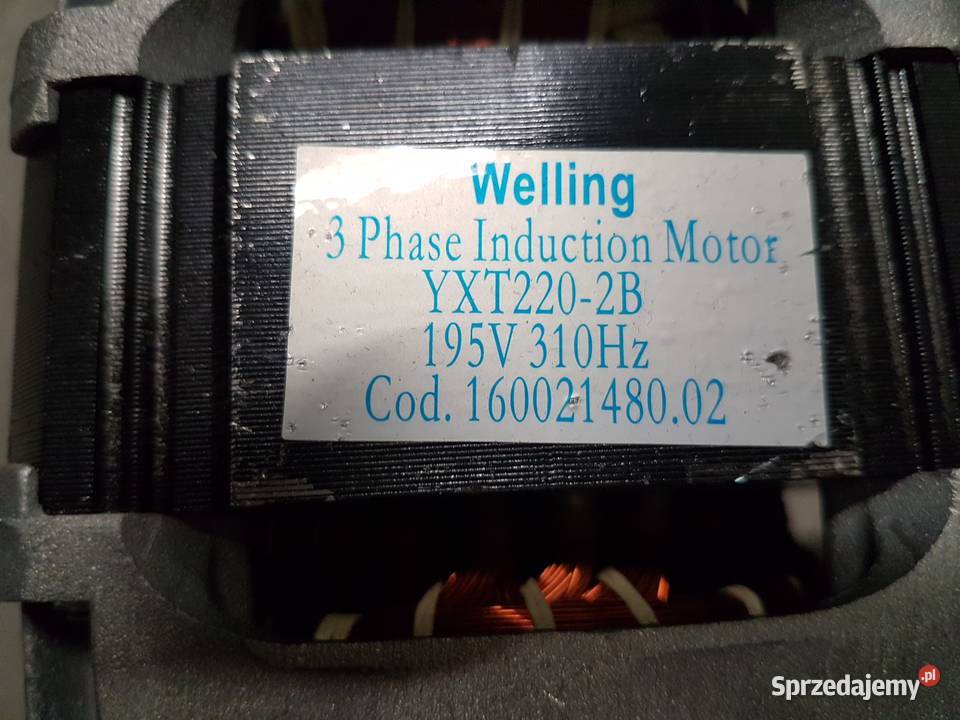 Welling
3 Phase Induction Motor
YXT220-2B
195V 310Hz
Cod. 160021480.02
Sprzedajemy.pl